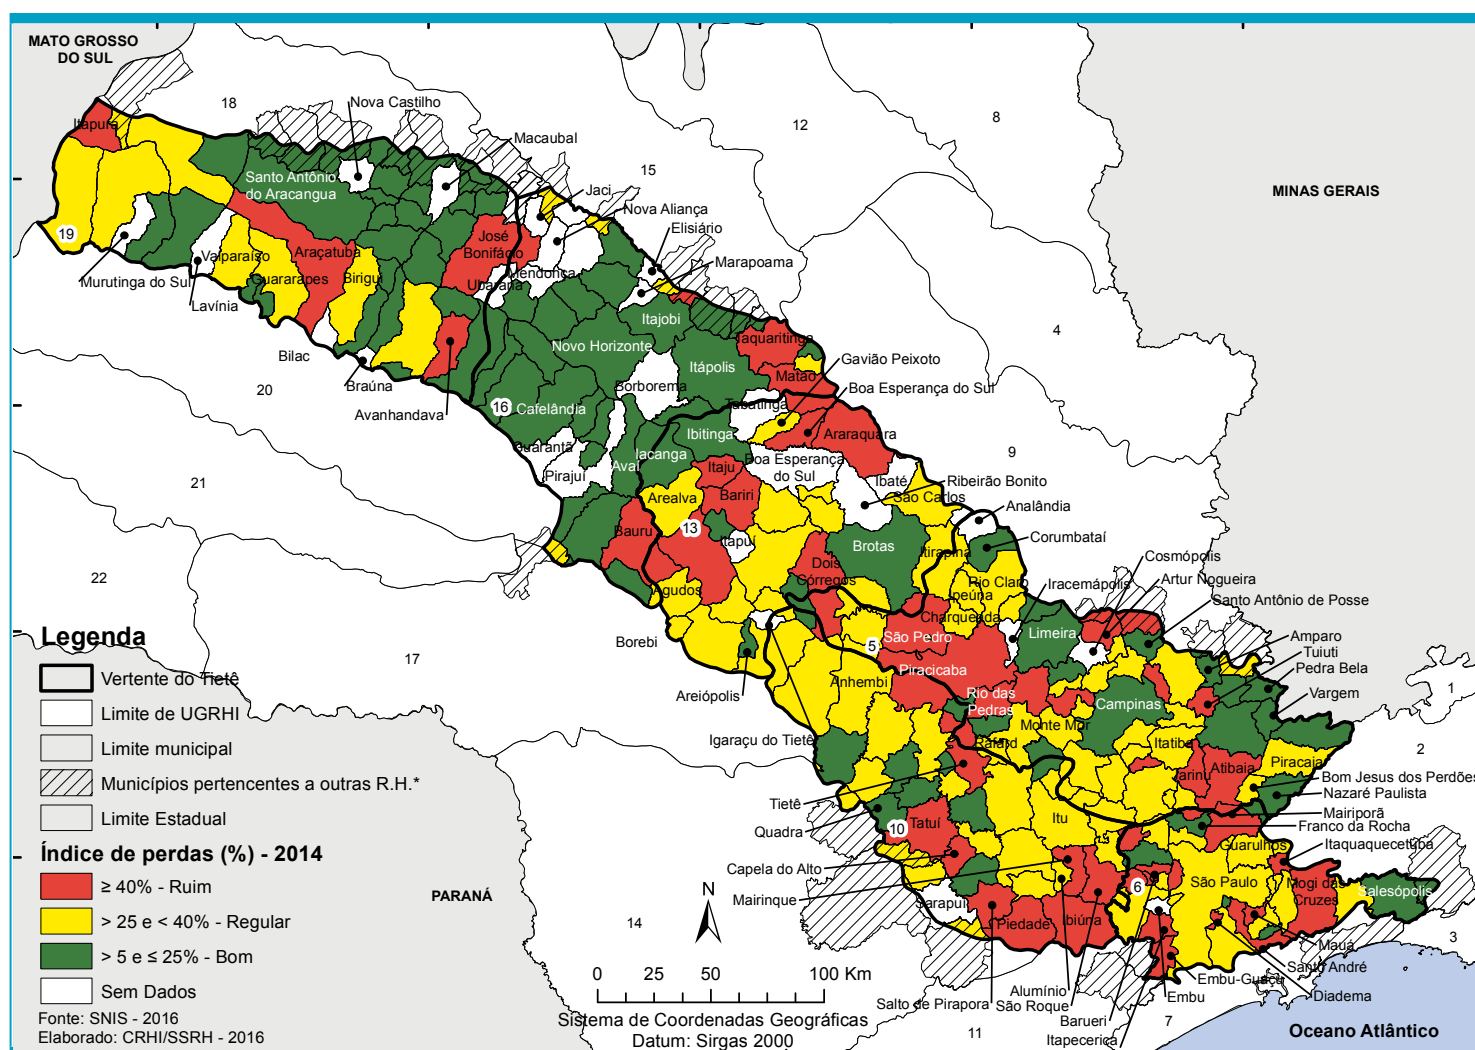 MATO GROSSO
DO SUL
18
Nova Castilho
12
8
Itapura
Macaubal
15
MINAS GERAIS
Santo Antônio
do Aracangua
Jaci
Nova Aliança
19
Elisiário
José
Bonifácio
Valparaíso
Araçatuba
Marapoama
Murutinga do Sul
Guararapes
Birigui
Mendonça
Ubarana
Lavínia
Itajobi
4
Novo Horizonte
Taquaritinga
Bilac
Gavião Peixoto
20
Braúna
Itápolis
Matão
Boa Esperança do Sul
Borborema
Avanhandava
16
Cafelândia
Tabatinga
Ibitinga
Araraquara
Guarantã
Iacanga
9
Avaí
Boa Esperança
do Sul
Itaju
Pirajuí
Ibaté
Ribeirão Bonito
21
Arealva
Bariri
São Carlos
Analândia
13
Bauru
Itapuí
Brotas
Itirapina
Corumbataí
Cosmópolis
22
Dois
Córregos
Rio Claro
Iracemápolis
Artur Nogueira
Agudos
Ipeúna
Santo Antônio de Posse
Charqueada
Legenda
Borebi
5
São Pedro
Limeira
Amparo
Tuiuti
17
Piracicaba
Pedra Bela
Vertente do Tietê
Anhembi
1
Areiópolis
Rio das
Pedras
Campinas
Vargem
Limite de UGRHI
Igaraçu do Tietê
Rafard
Monte Mor
Itatiba
2
Limite municipal
Piracaia
Jarinu
Atibaia
Bom Jesus dos Perdões
Municípios pertencentes a outras R.H.*
Nazaré Paulista
Tietê
Mairiporã
Limite Estadual
Quadra
10
Tatuí
Itu
Franco da Rocha
Índice de perdas (%) - 2014
Guarulhos
Itaquaquecetuba
Capela do Alto
≥ 40% - Ruim
PARANÁ
N
Mairinque
6
São Paulo
Mogi das
Cruzes
Salesópolis
> 25 e < 40% - Regular
14
Sarapuí
Piedade
Ibiúna
3
> 5 e ≤ 25% - Bom
Mauá
Santo André
0 25 50 100 Km
Embu-Guaçu
Sem Dados
Salto de Pirapora
Alumínio
São Roque
Embu
Diadema
Fonte: SNIS - 2016
Sistema de Coordenadas Geográficas
Barueri
7
Elaborado: CRHI/SSRH - 2016
Datum: Sirgas 2000
11
Itapecerica
Oceano Atlântico